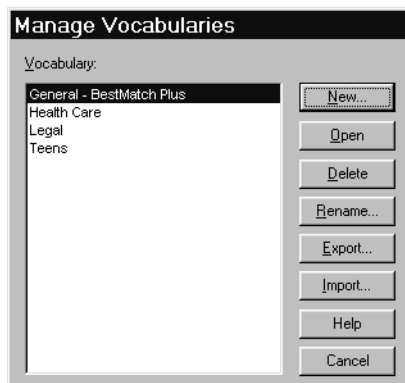 Manage Vocabularies
Vocabulary:
General - BestMatch Plus
Health Care
Legal
Teens
New...
Open
Delete
Rename...
Export...
Import...
Help
Cancel